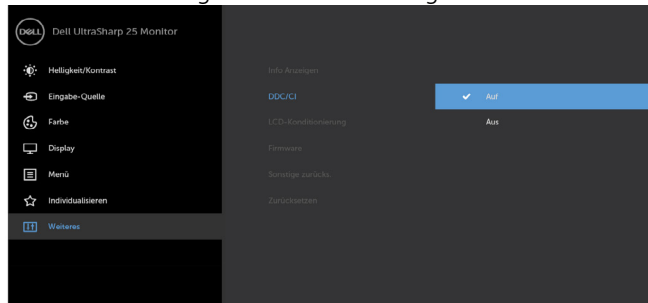 DELL Dell UltraSharp 25 Monitor
Helligkeit/Kontrast
Info Anzeigen
Eingabe-Quelle
DDC/CI
Auf
Farbe
LCD-Konditionierung
Aus
Display
Firmware
Menü
Sonstige zurücks.
Individualisieren
Zurücksetzen
Weiteres